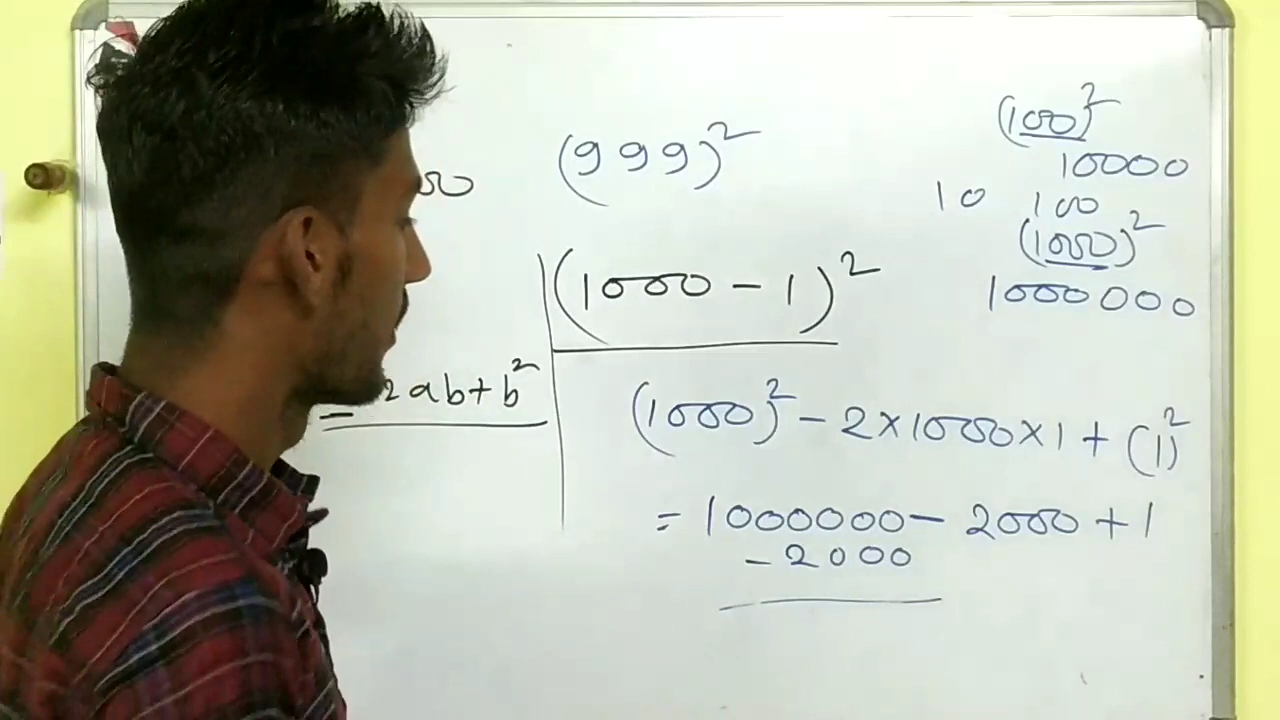 (999)²
(100)²
10000
10 100
(1000)²
1000000
(1000 - 1)²
2ab + b²
(1000)² - 2×1000×1 + (1)²
= 1000000 - 2000 + 1
- 2000